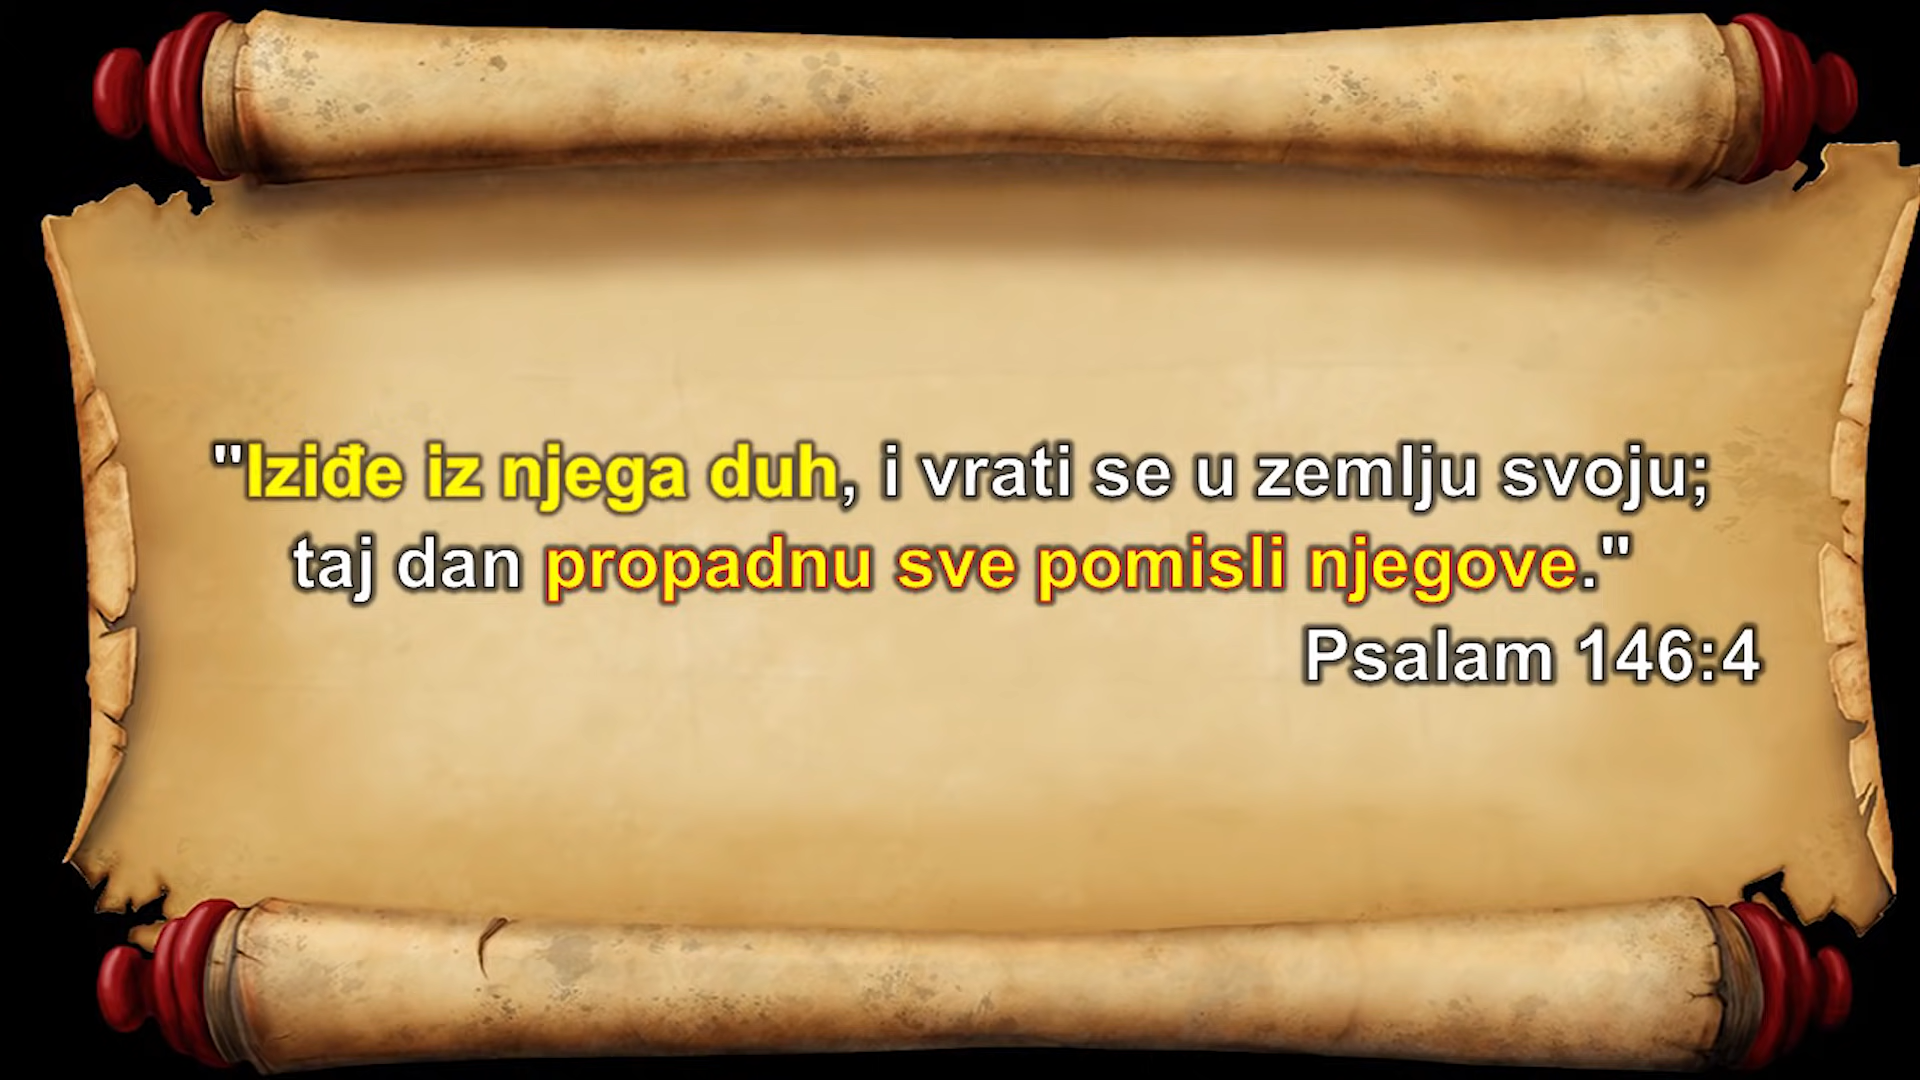 "Iziđe iz njega duh, i vrati se u zemlju svoju;
taj dan propadnu sve pomisli njegove."
Psalam 146:4